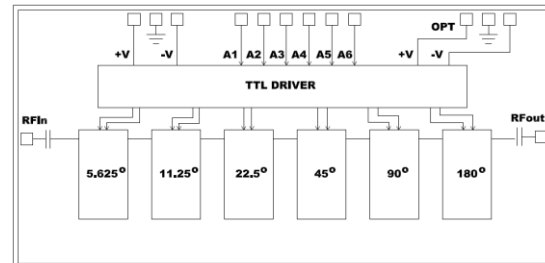 OPT
+V -V A1 A2 A3 A4 A5 A6 +V -V
TTL DRIVER
RFIn RFout
5.625° 11.25° 22.5° 45° 90° 180°